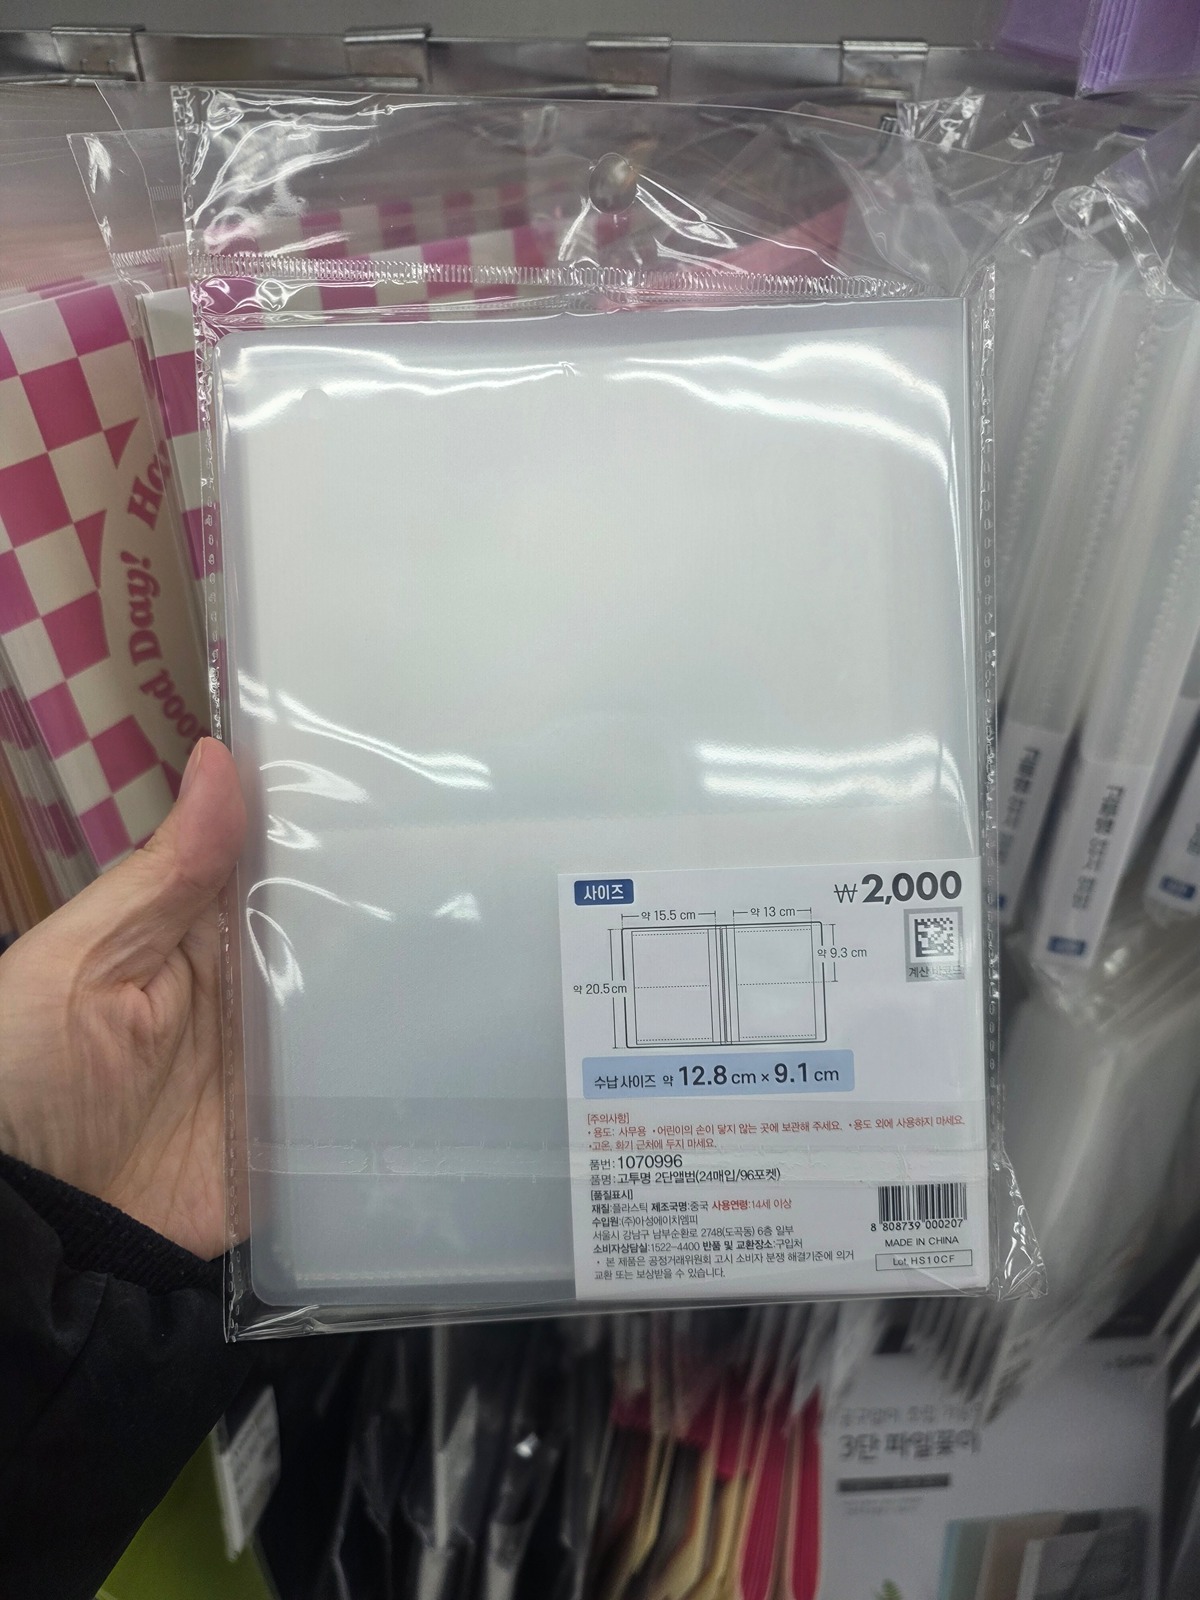 사이즈
₩2,000
약 15.5 cm
약 13 cm
약 9.3 cm
약 20.5cm
계산 바코드
수납 사이즈 약 12.8 cm × 9.1 cm
[주의사항]
•용도: 사무용 •어린이의 손이 닿지 않는 곳에 보관해 주세요. •용도 외에 사용하지 마세요.
•고온, 화기 근처에 두지 마세요.
품번:1070996
품명:고투명 2단앨범(24매입/96포켓)
[품질표시]
재질:플라스틱 제조국명:중국 사용연령:14세 이상
수입원:(주)아성에이치엠피
서울시 강남구 남부순환로 2748(도곡동) 6층 일부
소비자상담실:1522-4400 반품 및 교환장소:구입처
• 본 제품은 공정거래위원회 고시 소비자 분쟁 해결기준에 의거
교환 또는 보상받을 수 있습니다.
8 808739 000207
MADE IN CHINA
Lot. HS10CF
Day!
3단 파일꽂이